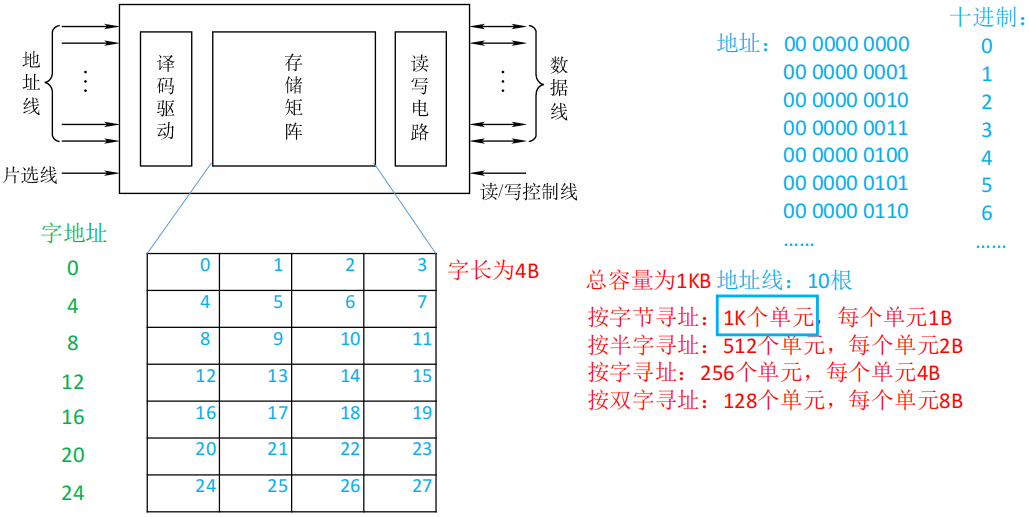 地址线
译码驱动
存储矩阵
读写电路
数据线
片选线
读/写控制线
十进制：
地址： 00 0000 0000 0
00 0000 0001 1
00 0000 0010 2
00 0000 0011 3
00 0000 0100 4
00 0000 0101 5
00 0000 0110 6
…… ……
字地址
0 0 1 2 3 字长为4B
4 4 5 6 7
8 8 9 10 11
12 12 13 14 15
16 16 17 18 19
20 20 21 22 23
24 24 25 26 27
总容量为1KB 地址线：10根
按字节寻址：1K个单元，每个单元1B
按半字寻址：512个单元，每个单元2B
按字寻址：256个单元，每个单元4B
按双字寻址：128个单元，每个单元8B